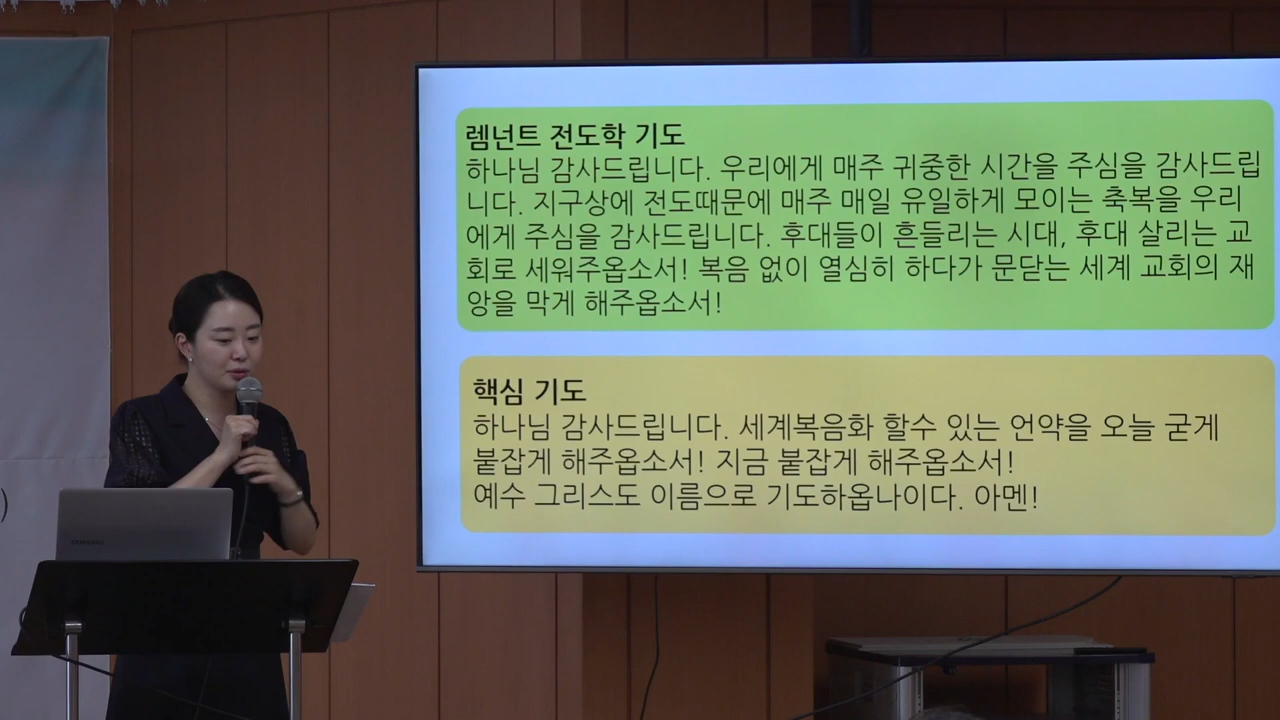 렘넌트 전도학 기도
하나님 감사드립니다. 우리에게 매주 귀중한 시간을 주심을 감사드립
니다. 지구상에 전도때문에 매주 매일 유일하게 모이는 축복을 우리
에게 주심을 감사드립니다. 후대들이 흔들리는 시대, 후대 살리는 교
회로 세워주옵소서! 복음 없이 열심히 하다가 문닫는 세계 교회의 재
앙을 막게 해주옵소서!
핵심 기도
하나님 감사드립니다. 세계복음화 할수 있는 언약을 오늘 굳게
붙잡게 해주옵소서! 지금 붙잡게 해주옵소서!
예수 그리스도 이름으로 기도하옵나이다. 아멘!
)
SAMSUNG